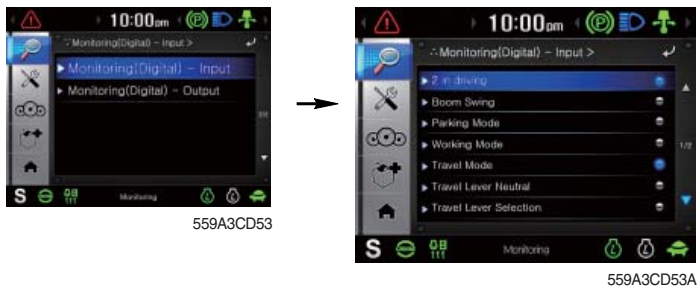 10:00pm
Monitoring(Digital) - Input >
Monitoring(Digital) - Input
Monitoring(Digital) - Output
S
Monitoring
559A3CD53
10:00pm
Monitoring(Digital) - Input >
2 in driving
Boom Swing
Parking Mode
Working Mode
1/2
Travel Mode
Travel Lever Neutral
Travel Lever Selection
S
Monitoring
559A3CD53A